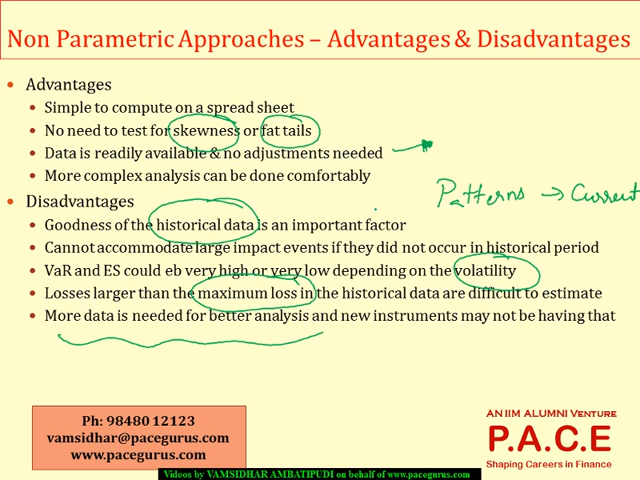 Non Parametric Approaches – Advantages & Disadvantages
Advantages
Simple to compute on a spread sheet
No need to test for skewness or fat tails
Data is readily available & no adjustments needed
More complex analysis can be done comfortably
Patterns → Current
Disadvantages
Goodness of the historical data is an important factor
Cannot accommodate large impact events if they did not occur in historical period
VaR and ES could eb very high or very low depending on the volatility
Losses larger than the maximum loss in the historical data are difficult to estimate
More data is needed for better analysis and new instruments may not be having that
Ph: 98480 12123
vamsidhar@pacegurus.com
www.pacegurus.com
AN IIM ALUMNI VENTURE
P.A.C.E
Shaping Careers in Finance
Videos by VAMSIDHAR AMBATIPUDI on behalf of www.pacegurus.com